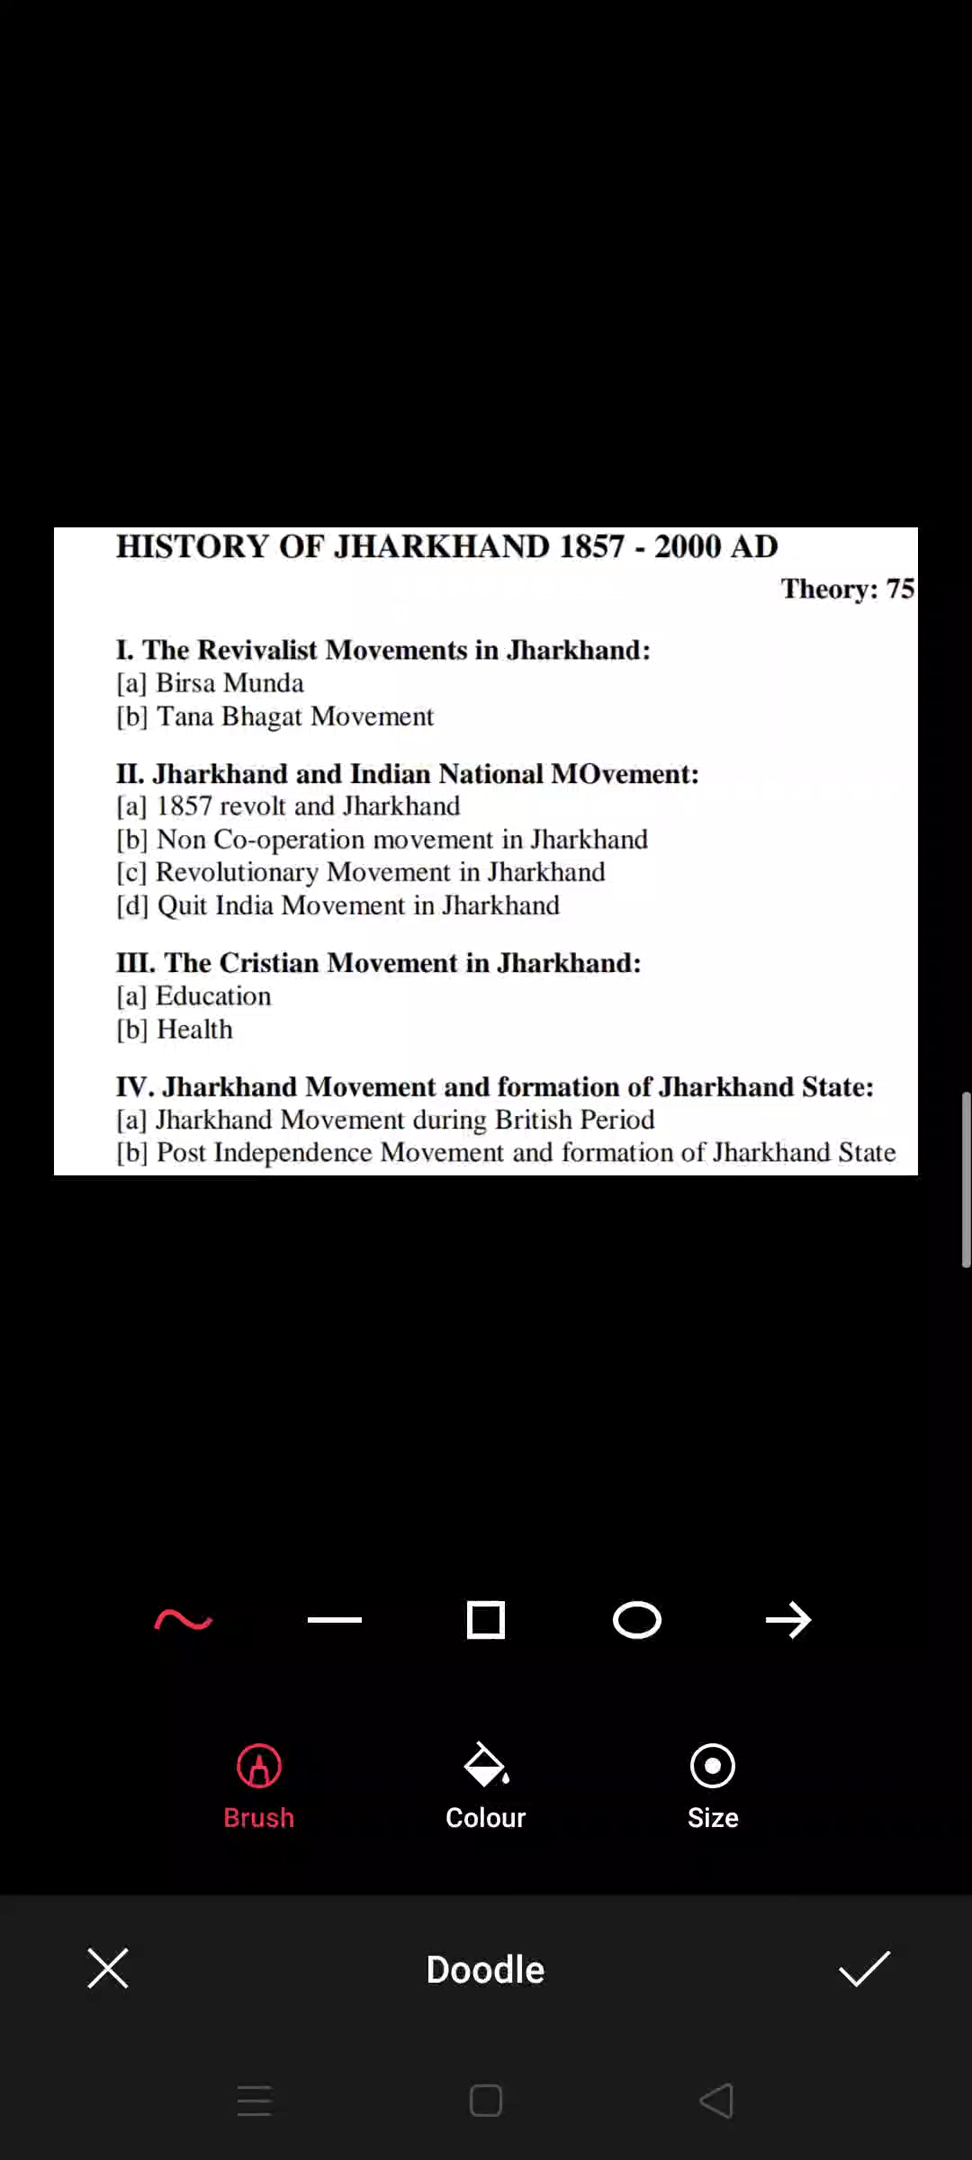 HISTORY OF JHARKHAND 1857 - 2000 AD
Theory: 75
I. The Revivalist Movements in Jharkhand:
[a] Birsa Munda
[b] Tana Bhagat Movement
II. Jharkhand and Indian National MOvement:
[a] 1857 revolt and Jharkhand
[b] Non Co-operation movement in Jharkhand
[c] Revolutionary Movement in Jharkhand
[d] Quit India Movement in Jharkhand
III. The Cristian Movement in Jharkhand:
[a] Education
[b] Health
IV. Jharkhand Movement and formation of Jharkhand State:
[a] Jharkhand Movement during British Period
[b] Post Independence Movement and formation of Jharkhand State
Brush Colour Size
Doodle